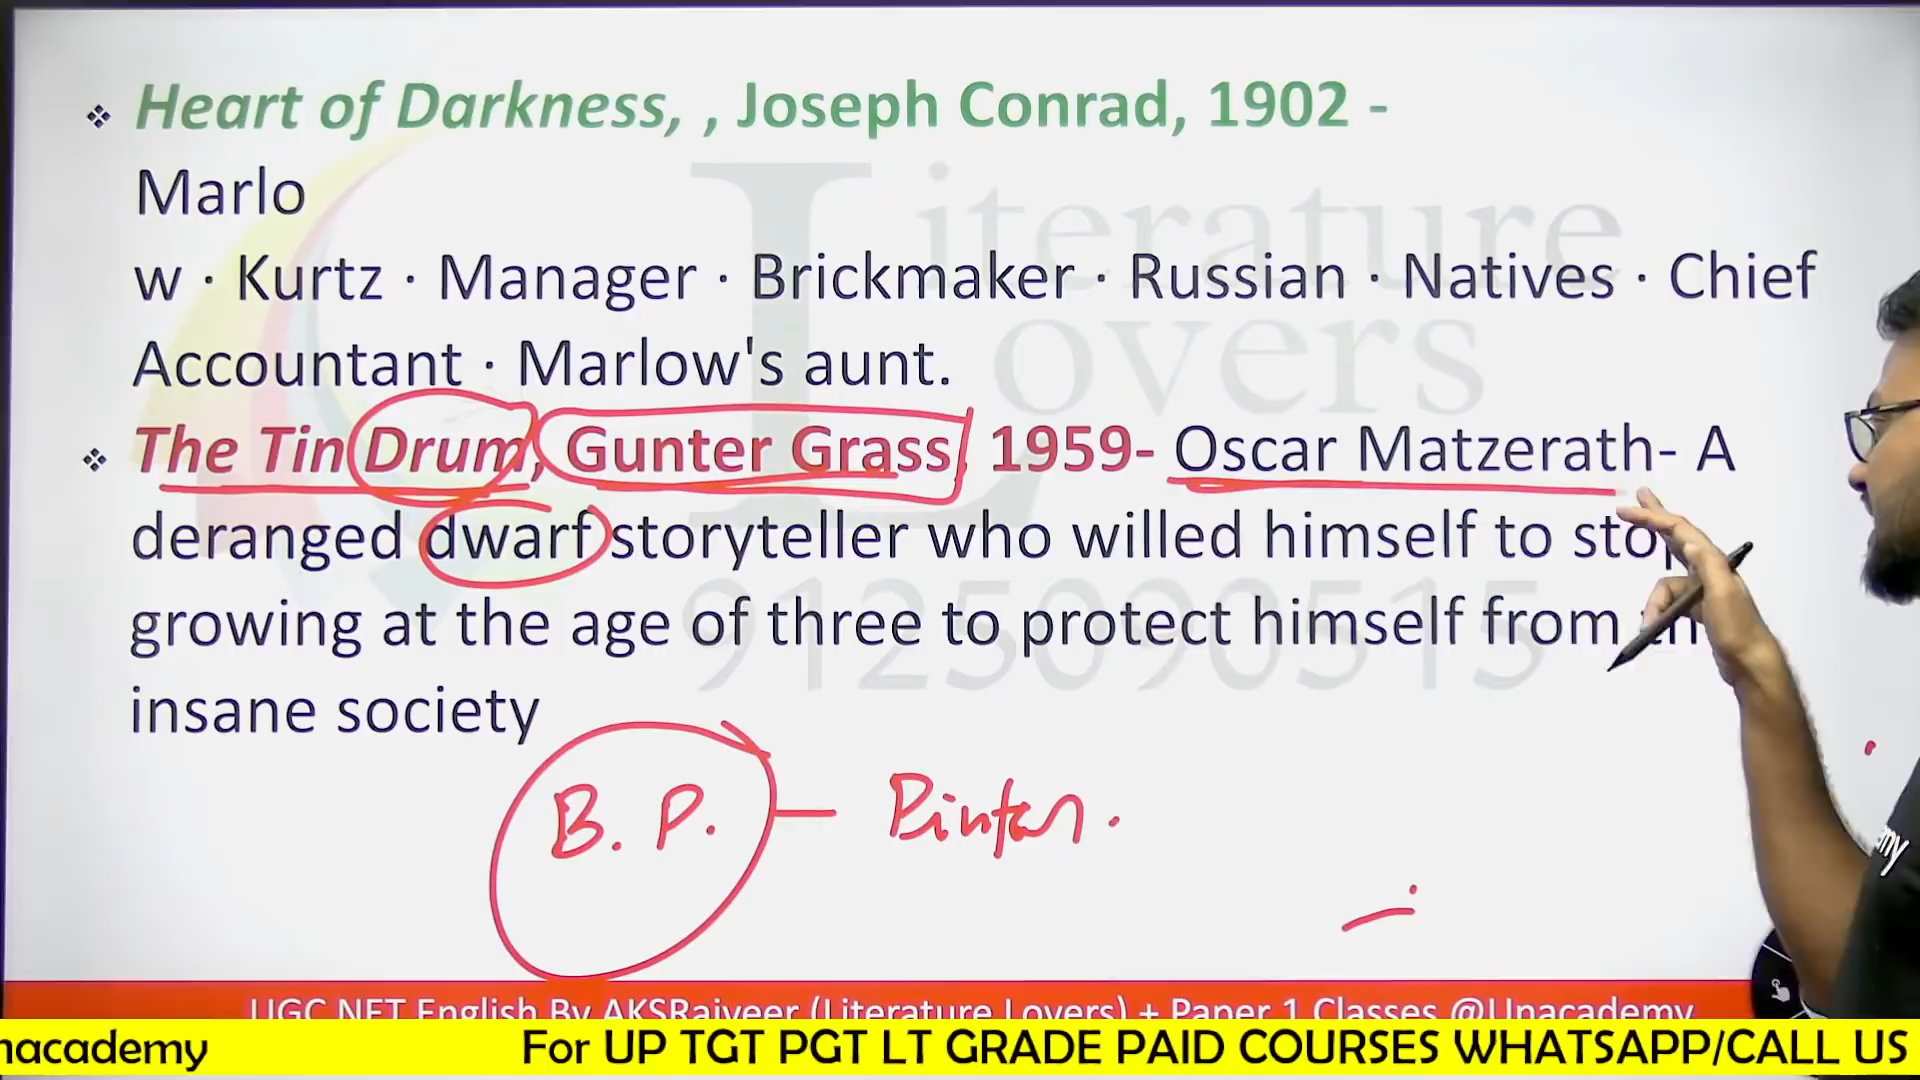 ❖ Heart of Darkness, , Joseph Conrad, 1902 -
Marlo
w · Kurtz · Manager · Brickmaker · Russian · Natives · Chief
Accountant · Marlow's aunt.
❖ The Tin Drum, Gunter Grass, 1959- Oscar Matzerath- A
deranged dwarf storyteller who willed himself to stop
growing at the age of three to protect himself from
insane society
B. P. — Pinter.
Literature
Lovers
9125090515
UGC NET English By AKSRajveer (Literature Lovers) + Paper 1 Classes @Unacademy
nacademy For UP TGT PGT LT GRADE PAID COURSES WHATSAPP/CALL US